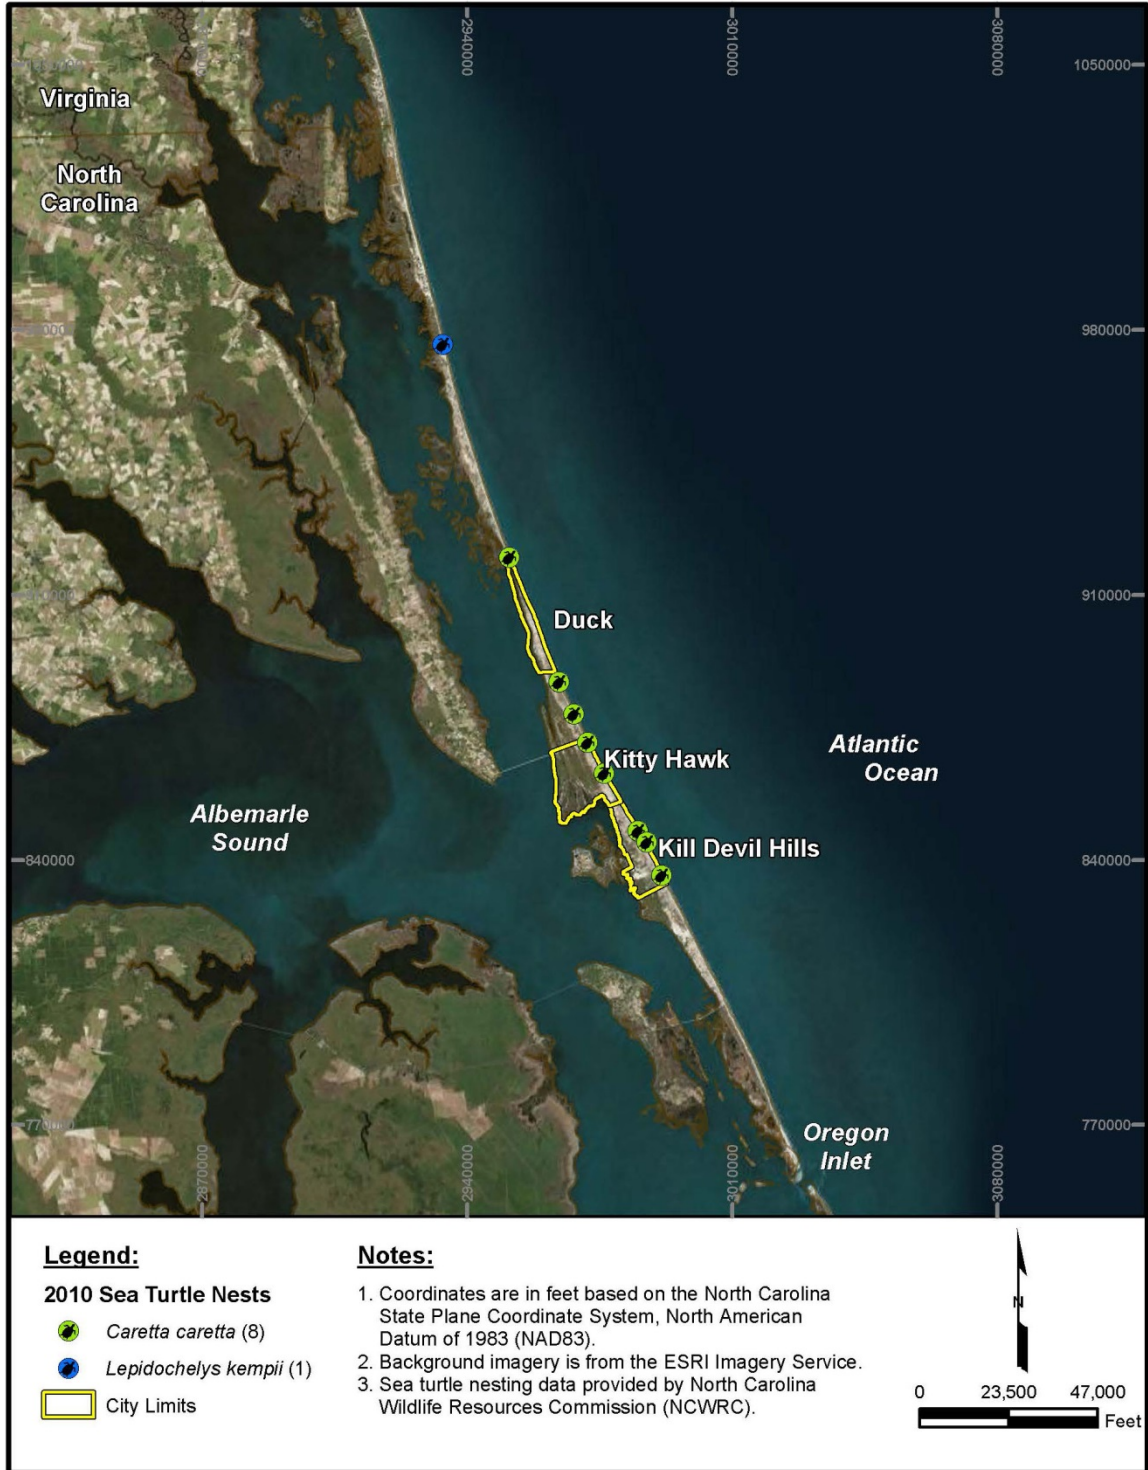 2940000
3010000
3080000
1050000
Virginia
North
Carolina
980000
910000
Duck
Kitty Hawk
Atlantic
Ocean
Albemarle
Sound
Kill Devil Hills
840000
840000
770000
770000
Oregon
Inlet
2870000
2940000
3010000
3080000
Legend:
2010 Sea Turtle Nests
Caretta caretta (8)
Lepidochelys kempii (1)
City Limits
Notes:
1. Coordinates are in feet based on the North Carolina
State Plane Coordinate System, North American
Datum of 1983 (NAD83).
2. Background imagery is from the ESRI Imagery Service.
3. Sea turtle nesting data provided by North Carolina
Wildlife Resources Commission (NCWRC).
N
0 23,500 47,000
Feet